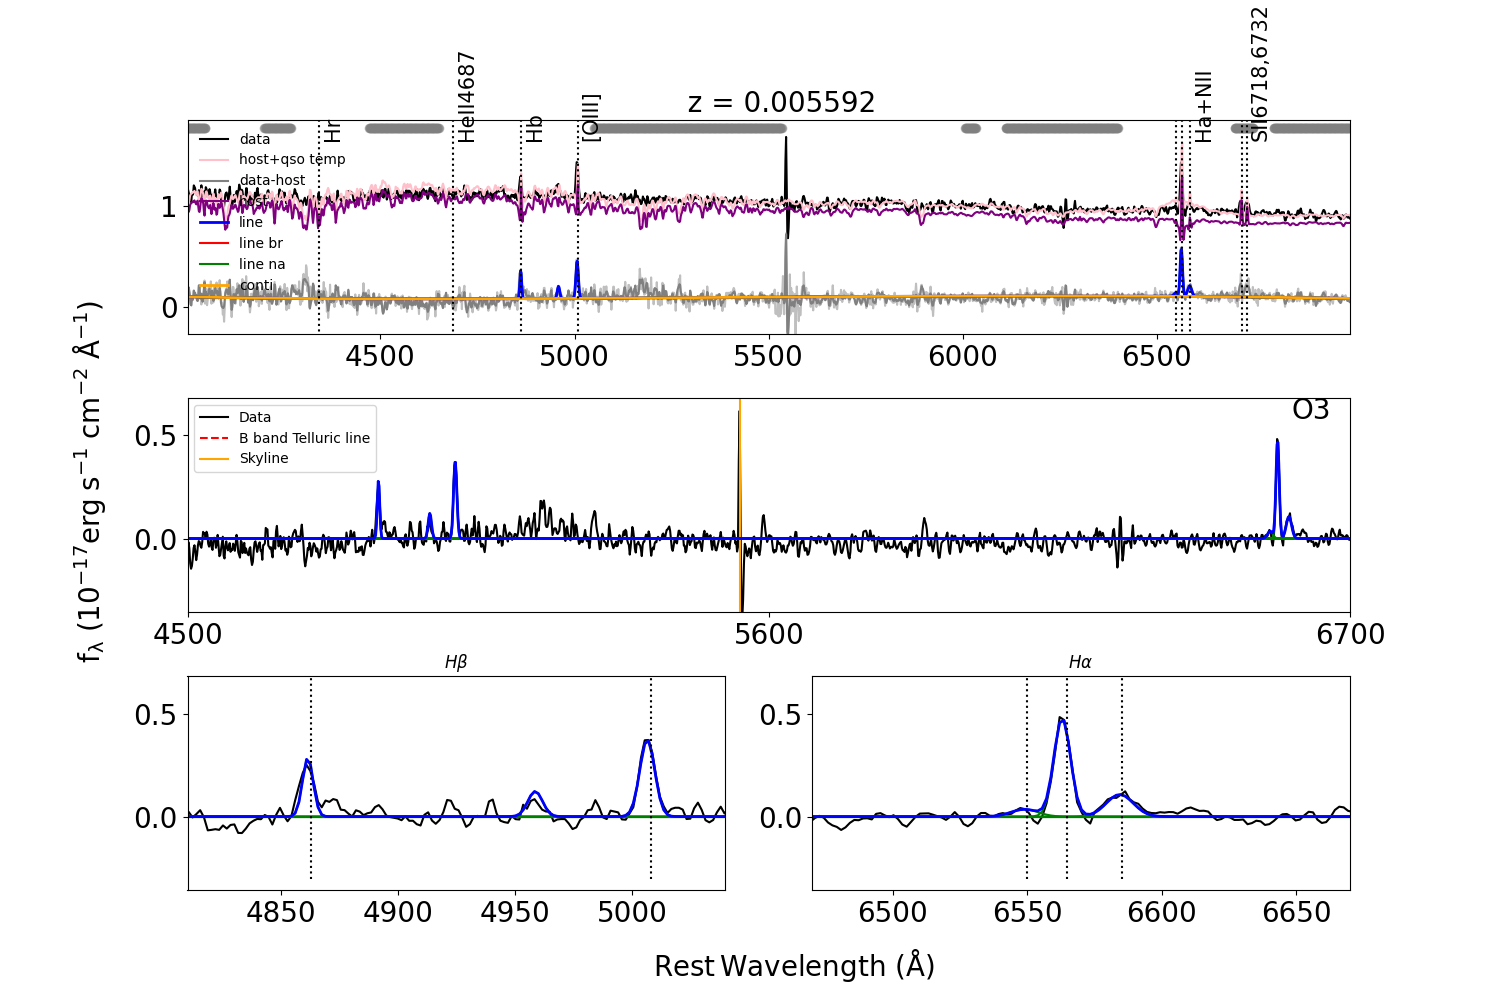 z = 0.005592
Hr
HeII4687
Hb
[OIII]
Ha+NII
SII6718,6732
data
host+qso temp
data-host
host
line
line br
line na
conti
1
0
4500 5000 5500 6000 6500
fλ (10−17erg s−1 cm−2 Å−1)
O3
Data
B band Telluric line
Skyline
0.5
0.0
4500 5600 6700
Hβ
0.5
0.0
4850 4900 4950 5000
Hα
0.5
0.0
6500 6550 6600 6650
Rest Wavelength (Å)